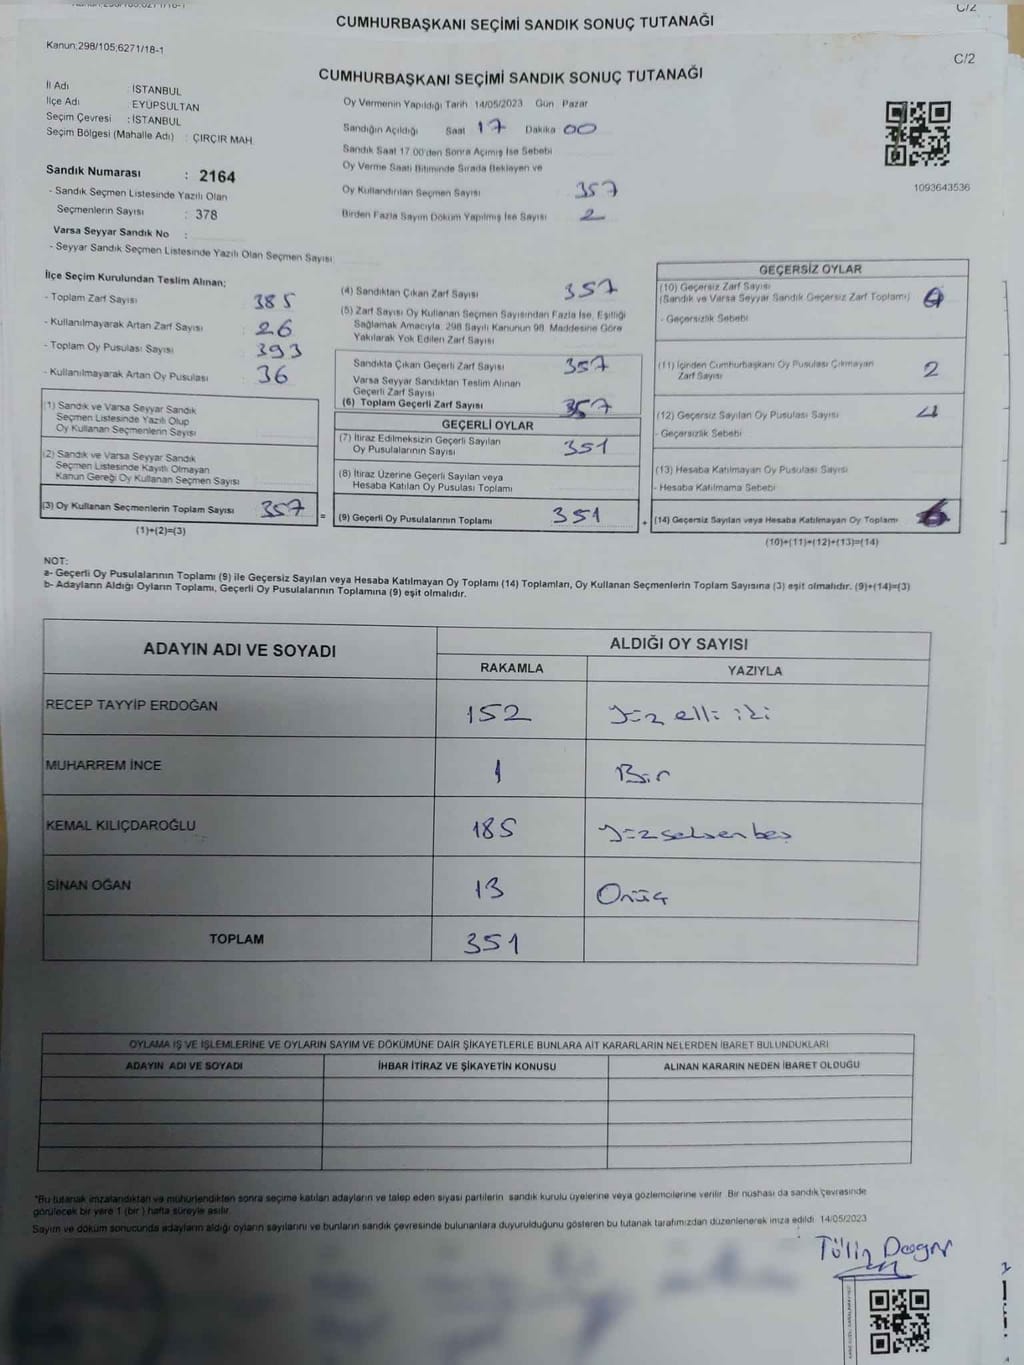 CUMHURBAŞKANI SEÇİMİ SANDIK SONUÇ TUTANAĞI
C/2
Kanun;298/105;6271/18-1
C/2
CUMHURBAŞKANI SEÇİMİ SANDIK SONUÇ TUTANAĞI
İl Adı : İSTANBUL
İlçe Adı : EYÜPSULTAN
Seçim Çevresi : İSTANBUL
Seçim Bölgesi (Mahalle Adı) : ÇIRÇIR MAH.
Sandık Numarası : 2164
- Sandık Seçmen Listesinde Yazılı Olan
Seçmenlerin Sayısı : 378
Varsa Seyyar Sandık No :
- Seyyar Sandık Seçmen Listesinde Yazılı Olan Seçmen Sayısı
Oy Vermenin Yapıldığı Tarih 14/05/2023 Gün Pazar
Sandığın Açıldığı Saat 17 Dakika 00
Sandık Saat 17.00'den Sonra Açımış İse Sebebi
Oy Verme Saati Bitiminde Sırada Bekleyen ve
Oy Kullandırılan Seçmen Sayısı 357
Birden Fazla Sayım Döküm Yapılmış İse Sayısı 2
1093643536
İlçe Seçim Kurulundan Teslim Alınan;
- Toplam Zarf Sayısı 385
- Kullanılmayarak Artan Zarf Sayısı 26
- Toplam Oy Pusulası Sayısı 393
- Kullanılmayarak Artan Oy Pusulası 36
(1) Sandık ve Varsa Seyyar Sandık
Seçmen Listesinde Yazılı Olup
Oy Kullanan Seçmenlerin Sayısı
(2) Sandık ve Varsa Seyyar Sandık
Seçmen Listesinde Kayıtlı Olmayan
Kanun Gereği Oy Kullanan Seçmen Sayısı
(3) Oy Kullanan Seçmenlerin Toplam Sayısı 357
(1)+(2)=(3)
=
(4) Sandıktan Çıkan Zarf Sayısı 357
(5) Zarf Sayısı Oy Kullanan Seçmen Sayısından Fazla İse, Eşitliği
Sağlamak Amacıyla, 298 Sayılı Kanunun 98. Maddesine Göre
Yakılarak Yok Edilen Zarf Sayısı
Sandıkta Çıkan Geçerli Zarf Sayısı 357
Varsa Seyyar Sandıktan Teslim Alınan
Geçerli Zarf Sayısı
(6) Toplam Geçerli Zarf Sayısı 357
GEÇERLİ OYLAR
(7) İtiraz Edilmeksizin Geçerli Sayılan
Oy Pusulalarının Sayısı 351
(8) İtiraz Üzerine Geçerli Sayılan veya
Hesaba Katılan Oy Pusulası Toplamı
(9) Geçerli Oy Pusulalarının Toplamı 351
+
GEÇERSİZ OYLAR
(10) Geçersiz Zarf Sayısı
(Sandık ve Varsa Seyyar Sandık Geçersiz Zarf Toplamı)
- Geçersizlik Sebebi
(11) İçinden Cumhurbaşkanı Oy Pusulası Çıkmayan
Zarf Sayısı 2
(12) Geçersiz Sayılan Oy Pusulası Sayısı 4
- Geçersizlik Sebebi
(13) Hesaba Katılmayan Oy Pusulası Sayısı
- Hesaba Katılmama Sebebi
(14) Geçersiz Sayılan veya Hesaba Katılmayan Oy Toplamı 6
(10)+(11)+(12)+(13)=(14)
NOT:
a- Geçerli Oy Pusulalarının Toplamı (9) ile Geçersiz Sayılan veya Hesaba Katılmayan Oy Toplamı (14) Toplamları, Oy Kullanan Seçmenlerin Toplam Sayısına (3) eşit olmalıdır. (9)+(14)=(3)
b- Adayların Aldığı Oyların Toplamı, Geçerli Oy Pusulalarının Toplamına (9) eşit olmalıdır.
ADAYIN ADI VE SOYADI ALDIĞI OY SAYISI
RAKAMLA YAZIYLA
RECEP TAYYİP ERDOĞAN 152 Yüz elli iki
MUHARREM İNCE 1 Bir
KEMAL KILIÇDAROĞLU 185 Yüzseksenbeş
SİNAN OĞAN 13 Onüç
TOPLAM 351
OYLAMA İŞ VE İŞLEMLERİNE VE OYLARIN SAYIM VE DÖKÜMÜNE DAİR ŞİKAYETLERLE BUNLARA AİT KARARLARIN NELERDEN İBARET BULUNDUKLARI
ADAYIN ADI VE SOYADI İHBAR İTİRAZ VE ŞİKAYETİN KONUSU ALINAN KARARIN NEDEN İBARET OLDUĞU
*Bu tutanak imzalandıktan ve mühürlendikten sonra seçime katılan adayların ve talep eden siyasi partilerin sandık kurulu üyelerine veya gözlemcilerine verilir. Bir nüshası da sandık çevresinde
görülecek bir yere 1 (bir) hafta süreyle asılır.
Sayım ve döküm sonucunda adayların aldığı oyların sayılarını ve bunların sandık çevresinde bulunanlara duyurulduğunu gösteren bu tutanak tarafımızdan düzenlenerek imza edildi. 14/05/2023
Tülin